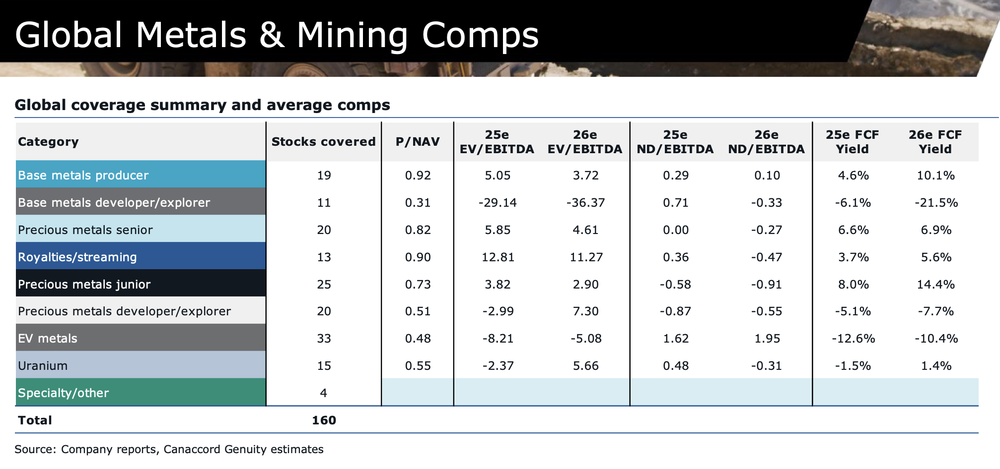 Global Metals & Mining Comps
Global coverage summary and average comps
Category Stocks covered P/NAV 25e EV/EBITDA 26e EV/EBITDA 25e ND/EBITDA 26e ND/EBITDA 25e FCF Yield 26e FCF Yield
Base metals producer 19 0.92 5.05 3.72 0.29 0.10 4.6% 10.1%
Base metals developer/explorer 11 0.31 -29.14 -36.37 0.71 -0.33 -6.1% -21.5%
Precious metals senior 20 0.82 5.85 4.61 0.00 -0.27 6.6% 6.9%
Royalties/streaming 13 0.90 12.81 11.27 0.36 -0.47 3.7% 5.6%
Precious metals junior 25 0.73 3.82 2.90 -0.58 -0.91 8.0% 14.4%
Precious metals developer/explorer 20 0.51 -2.99 7.30 -0.87 -0.55 -5.1% -7.7%
EV metals 33 0.48 -8.21 -5.08 1.62 1.95 -12.6% -10.4%
Uranium 15 0.55 -2.37 5.66 0.48 -0.31 -1.5% 1.4%
Specialty/other 4
Total 160
Source: Company reports, Canaccord Genuity estimates